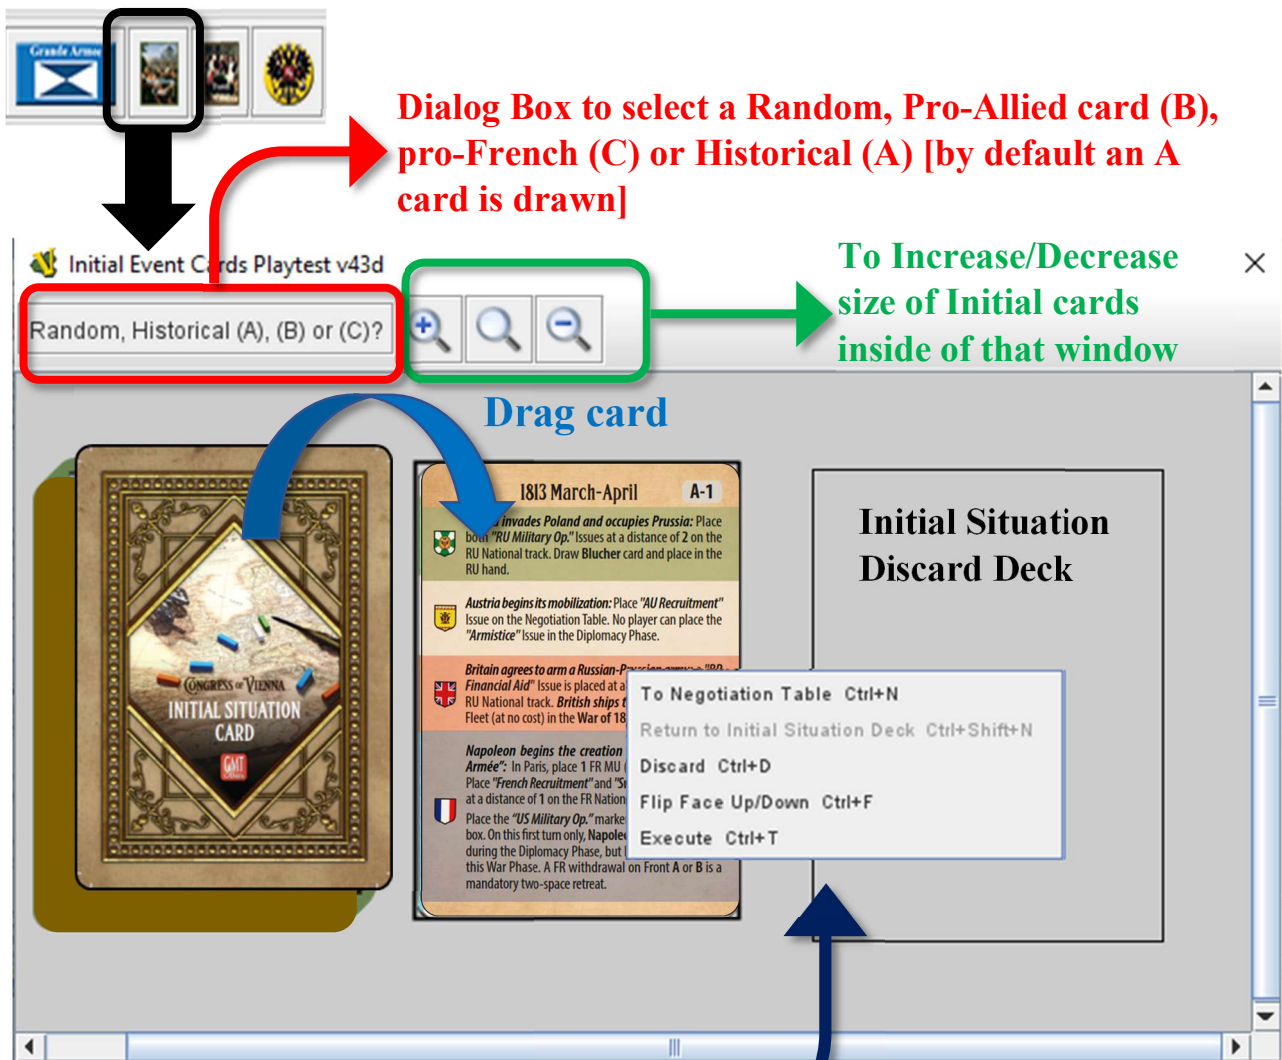 Grande Armee
Dialog Box to select a Random, Pro-Allied card (B),
pro-French (C) or Historical (A) [by default an A
card is drawn]
Initial Event Cards Playtest v43d
To Increase/Decrease
size of Initial cards
inside of that window
Random, Historical (A), (B) or (C)?
Drag card
1813 March-April A-1
invades Poland and occupies Prussia: Place
both "RU Military Op." Issues at a distance of 2 on the
RU National track. Draw Blucher card and place in the
RU hand.
Austria begins its mobilization: Place "AU Recruitment"
Issue on the Negotiation Table. No player can place the
"Armistice" Issue in the Diplomacy Phase.
Britain agrees to arm a Russian-Prussian army: a "BR
Financial Aid" Issue is placed at a
RU National track. British ships
Fleet (at no cost) in the War of 18
Napoleon begins the creation
Armée": In Paris, place 1 FR MU
Place "French Recruitment" and
at a distance of 1 on the FR Nation
Place the "US Military Op." marke
box. On this first turn only, Napole
during the Diplomacy Phase, but
this War Phase. A FR withdrawal on Front A or B is a
mandatory two-space retreat.
CONGRESS OF VIENNA
INITIAL SITUATION
CARD
GMT
Initial Situation
Discard Deck
To Negotiation Table Ctrl+N
Return to Initial Situation Deck Ctrl+Shift+N
Discard Ctrl+D
Flip Face Up/Down Ctrl+F
Execute Ctrl+T